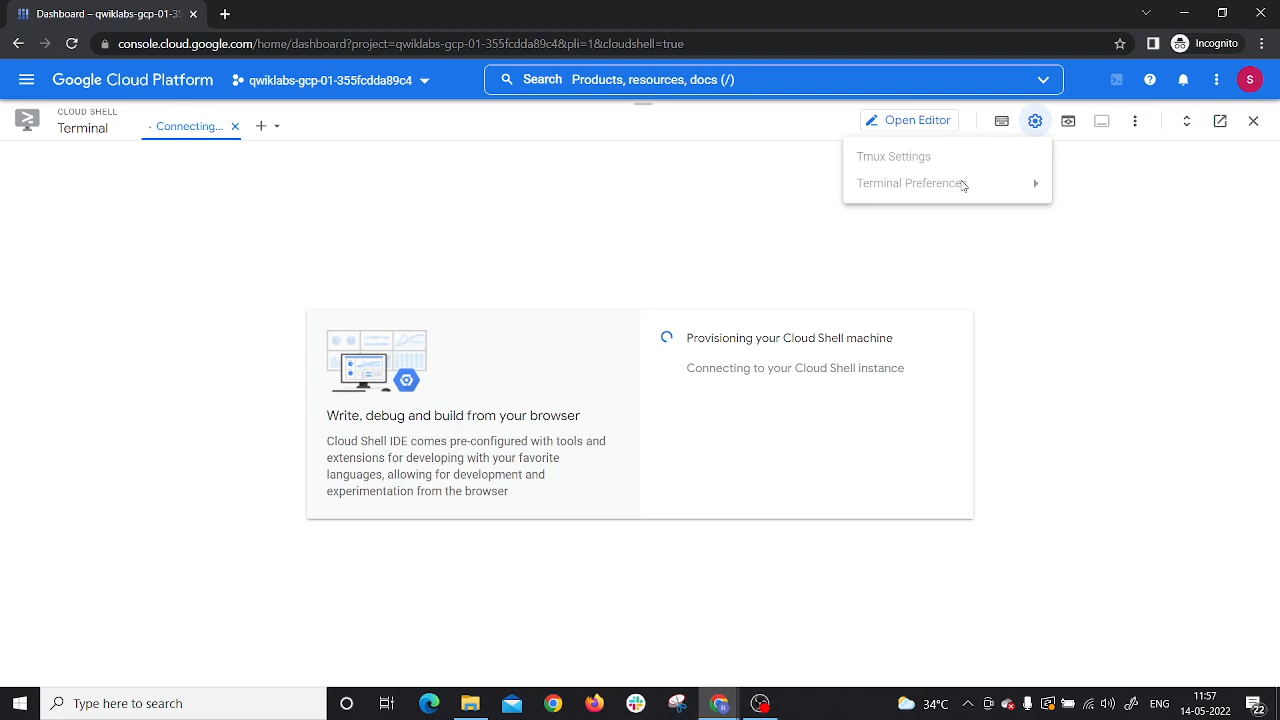 Dashboard – qwiklabs-gcp-01-35
console.cloud.google.com/home/dashboard?project=qwiklabs-gcp-01-355fcdda89c4&pli=1&cloudshell=true
Incognito
Google Cloud Platform
qwiklabs-gcp-01-355fcdda89c4
Search Products, resources, docs (/)
S
CLOUD SHELL
Terminal
· Connecting...
Open Editor
Tmux Settings
Terminal Preference
Provisioning your Cloud Shell machine
Connecting to your Cloud Shell instance
Write, debug and build from your browser
Cloud Shell IDE comes pre-configured with tools and
extensions for developing with your favorite
languages, allowing for development and
experimentation from the browser
Type here to search
34°C
ENG
11:57
14-05-2022
22